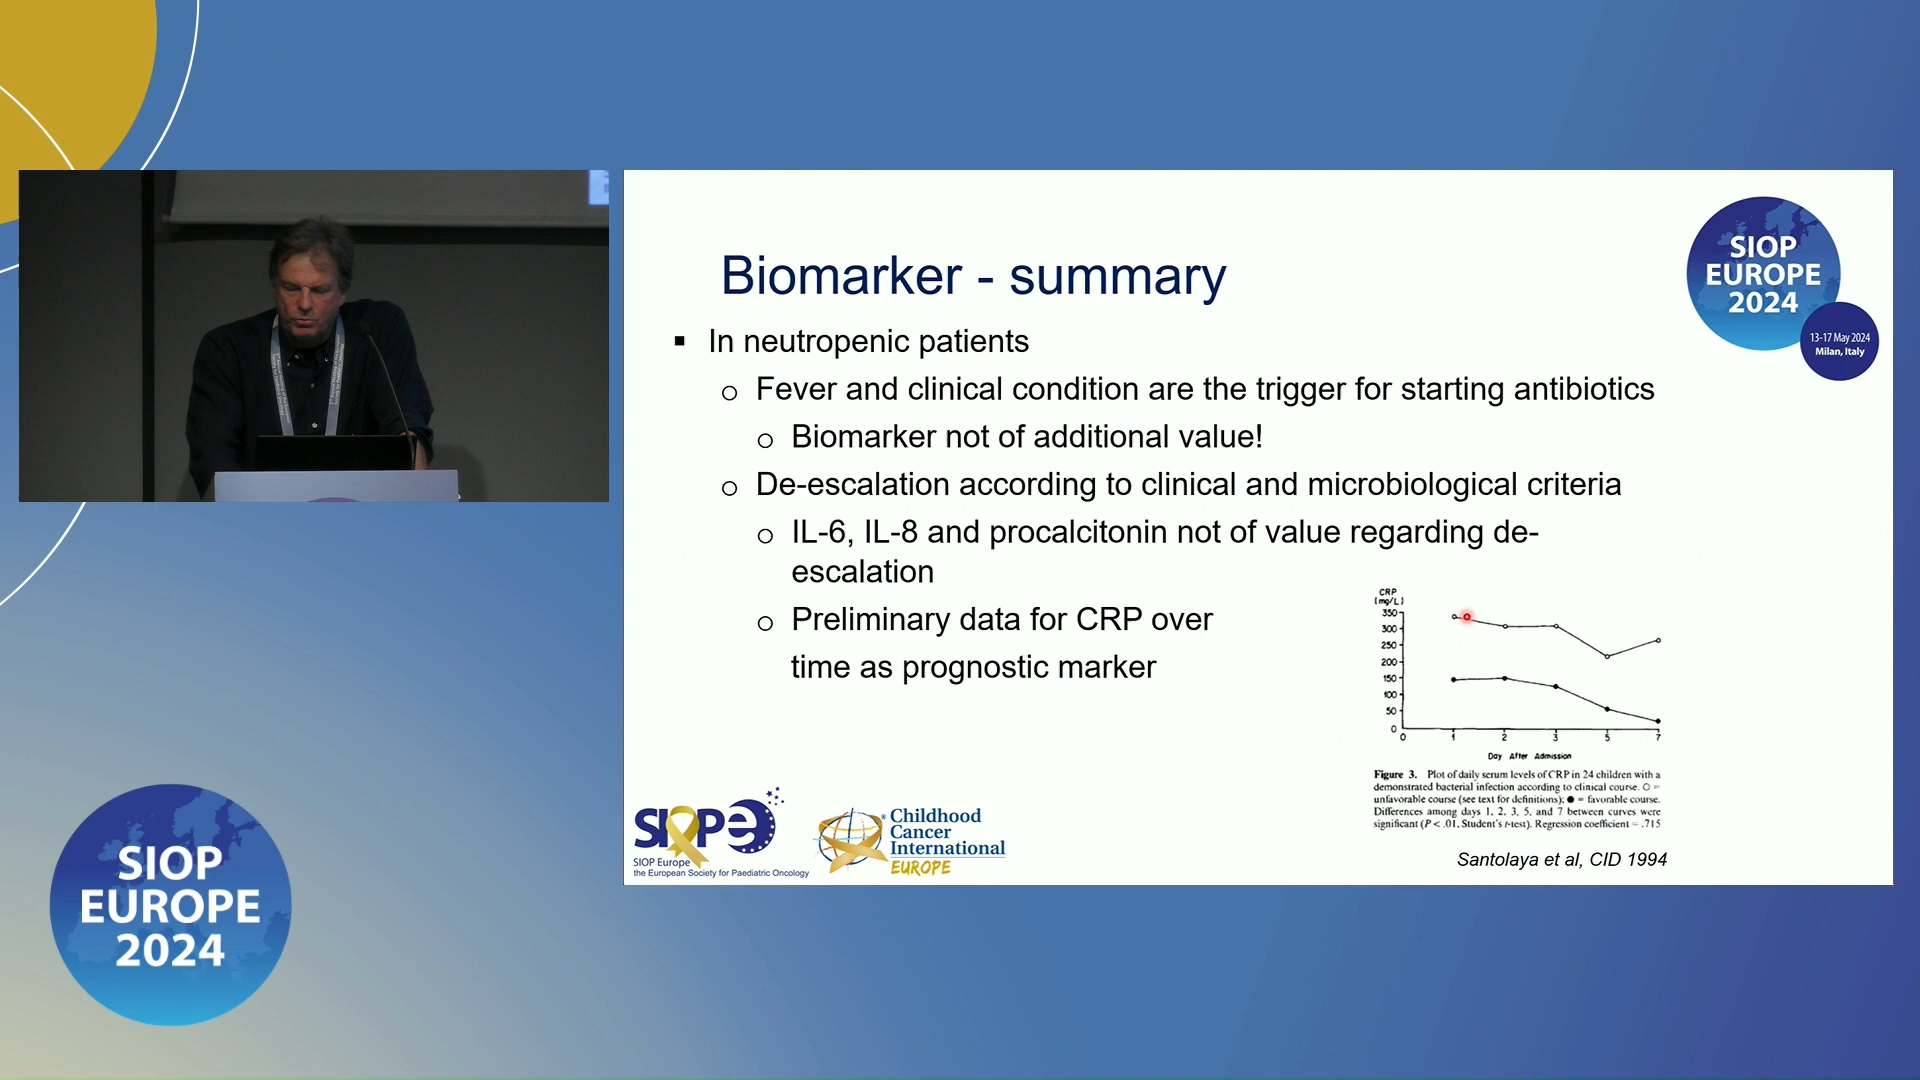 Biomarker - summary
▪ In neutropenic patients
o Fever and clinical condition are the trigger for starting antibiotics
o Biomarker not of additional value!
o De-escalation according to clinical and microbiological criteria
o IL-6, IL-8 and procalcitonin not of value regarding de-
escalation
o Preliminary data for CRP over
time as prognostic marker
SIOP
EUROPE
2024
13-17 May 2024
Milan, Italy
CRP
(mg/L)
350
300
250
200
150
100
50
0
0 1 2 3 5 7
Day After Admission
Figure 3. Plot of daily serum levels of CRP in 24 children with a
demonstrated bacterial infection according to clinical course. ○ =
unfavorable course (see text for definitions); ● = favorable course.
Differences among days 1, 2, 3, 5, and 7 between curves were
significant (P < .01, Student's t-test). Regression coefficient = .715
Santolaya et al, CID 1994
SIOPe
SIOP Europe
the European Society for Paediatric Oncology
Childhood
Cancer
International
EUROPE
SIOP
EUROPE
2024